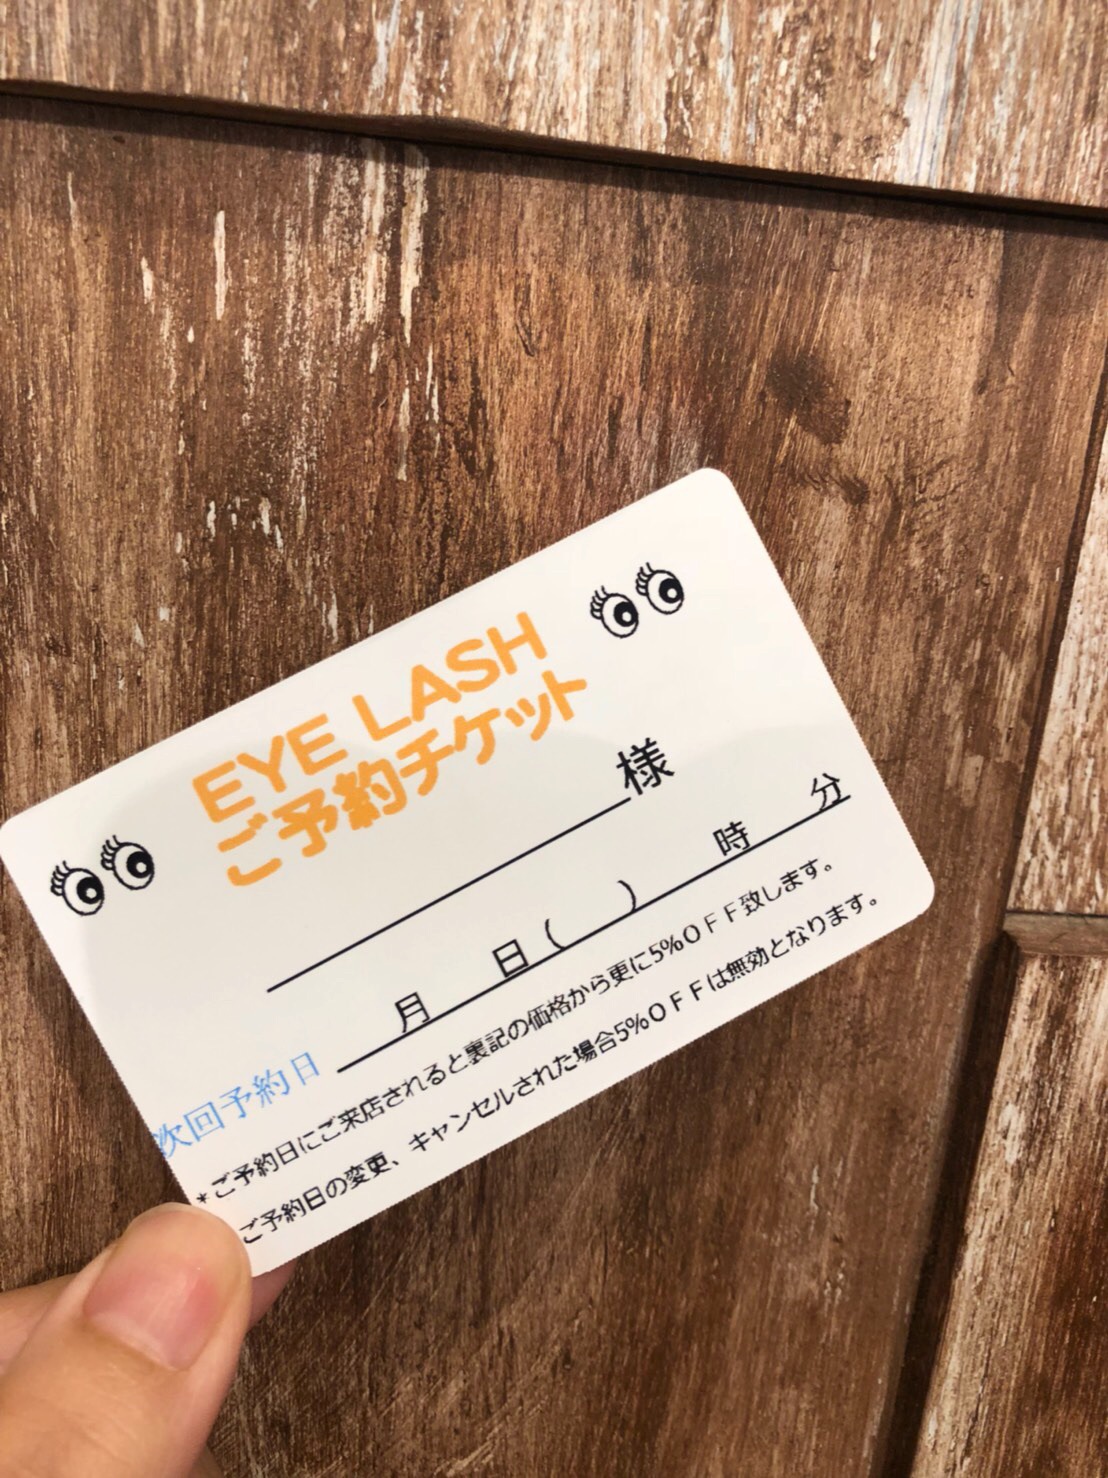 EYE LASH
ご予約チケット
様
次回予約日 月 日( ) 時 分
*ご予約日にご来店されると裏記の価格から更に5%OFF致します。
ご予約日の変更、キャンセルされた場合5%OFFは無効となります。